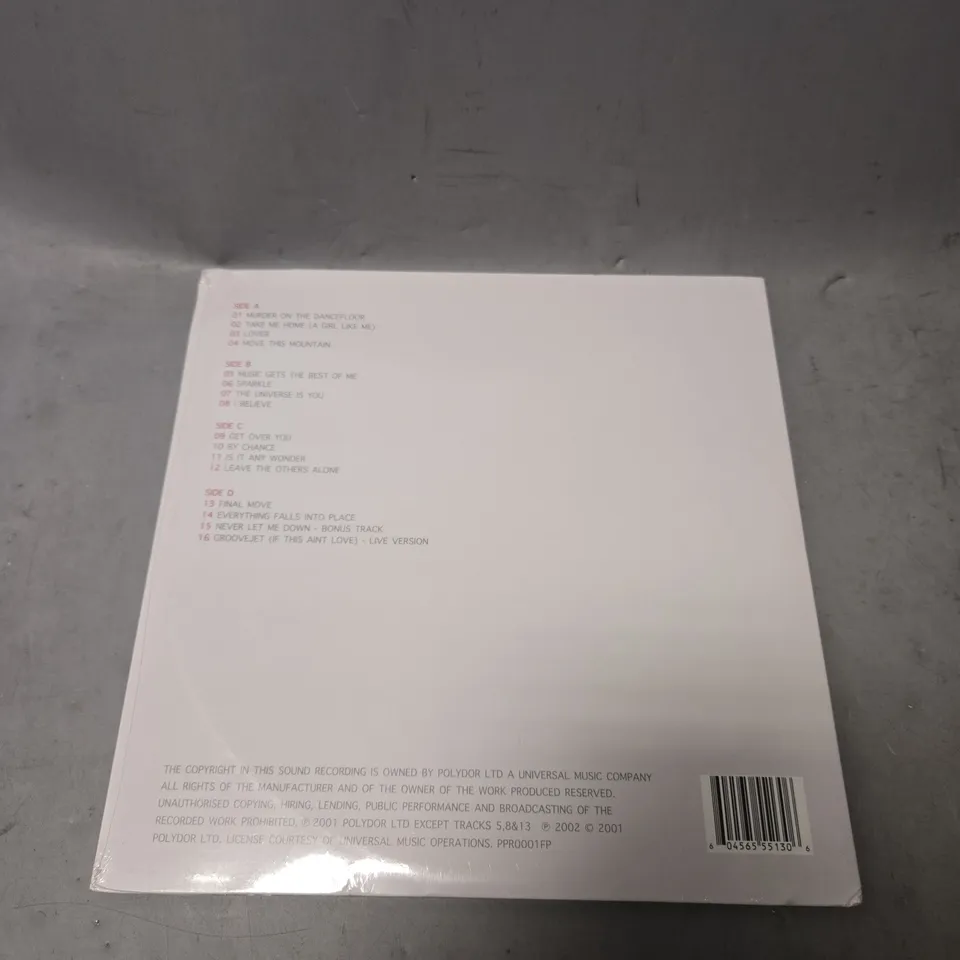 SIDE A
01 MURDER ON THE DANCEFLOOR
02 TAKE ME HOME (A GIRL LIKE ME)
03 LOVER
04 MOVE THIS MOUNTAIN
SIDE B
05 MUSIC GETS THE BEST OF ME
06 SPARKLE
07 THE UNIVERSE IS YOU
08 I BELIEVE
SIDE C
09 GET OVER YOU
10 BY CHANCE
11 IS IT ANY WONDER
12 LEAVE THE OTHERS ALONE
SIDE D
13 FINAL MOVE
14 EVERYTHING FALLS INTO PLACE
15 NEVER LET ME DOWN - BONUS TRACK
16 GROOVEJET (IF THIS AINT LOVE) - LIVE VERSION
THE COPYRIGHT IN THIS SOUND RECORDING IS OWNED BY POLYDOR LTD A UNIVERSAL MUSIC COMPANY
ALL RIGHTS OF THE MANUFACTURER AND OF THE OWNER OF THE WORK PRODUCED RESERVED.
UNAUTHORISED COPYING, HIRING, LENDING, PUBLIC PERFORMANCE AND BROADCASTING OF THE
RECORDED WORK PROHIBITED. ℗ 2001 POLYDOR LTD EXCEPT TRACKS 5,8&13 ℗ 2002 © 2001
POLYDOR LTD. LICENSE COURTESY OF UNIVERSAL MUSIC OPERATIONS. PPR0001FP
6 04565 55130 6